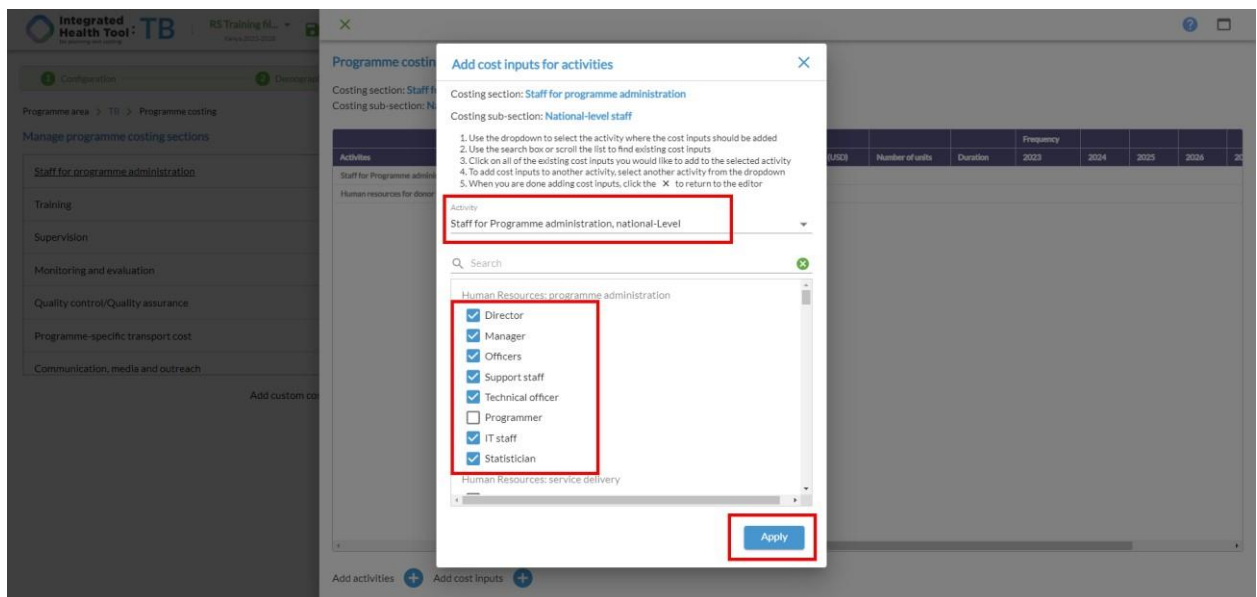 Integrated
Health Tool: TB
RS Training N... 
Kenya 2023-2028
Configuration
Programme area > TB > Programme costing
Manage programme costing sections
Staff for programme administration
Training
Supervision
Monitoring and evaluation
Quality control/Quality assurance
Programme-specific transport cost
Communication, media and outreach
Programme costin
Costing section: Staff f
Costing sub-section: N
Activities
Staff for Programme admini
Human resources for donor
(USD)
Number of units
Duration
Frequency
2023
2024
2025
2026
20
Add activities
Add cost inputs
Add cost inputs for activities
Costing section: Staff for programme administration
Costing sub-section: National-level staff
1. Use the dropdown to select the activity where the cost inputs should be added
2. Use the search box or scroll the list to find existing cost inputs
3. Click on all of the existing cost inputs you would like to add to the selected activity
4. To add cost inputs to another activity, select another activity from the dropdown
5. When you are done adding cost inputs, click the X to return to the editor
Activity
Staff for Programme administration, national-Level
Search
Human Resources: programme administration
Director
Manager
Officers
Support staff
Technical officer
Programmer
IT staff
Statistician
Human Resources: service delivery
Apply